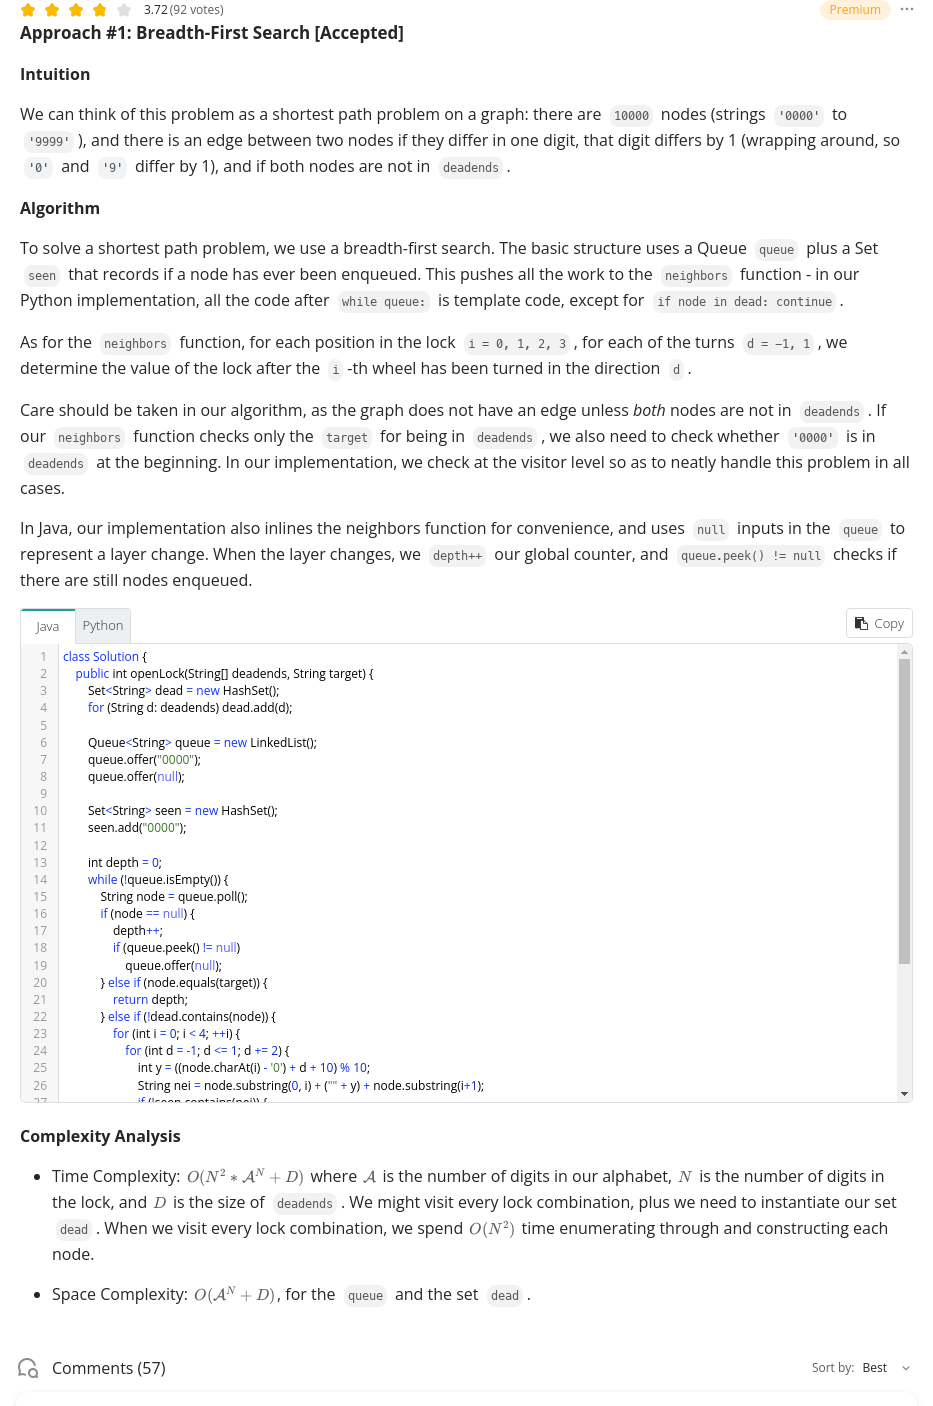 3.72 (92 votes)
Premium
Approach #1: Breadth-First Search [Accepted]
Intuition
We can think of this problem as a shortest path problem on a graph: there are 10000 nodes (strings '0000' to
'9999' ), and there is an edge between two nodes if they differ in one digit, that digit differs by 1 (wrapping around, so
'0' and '9' differ by 1), and if both nodes are not in deadends .
Algorithm
To solve a shortest path problem, we use a breadth-first search. The basic structure uses a Queue queue plus a Set
seen that records if a node has ever been enqueued. This pushes all the work to the neighbors function - in our
Python implementation, all the code after while queue: is template code, except for if node in dead: continue .
As for the neighbors function, for each position in the lock i = 0, 1, 2, 3 , for each of the turns d = −1, 1 , we
determine the value of the lock after the i -th wheel has been turned in the direction d .
Care should be taken in our algorithm, as the graph does not have an edge unless both nodes are not in deadends . If
our neighbors function checks only the target for being in deadends , we also need to check whether '0000' is in
deadends at the beginning. In our implementation, we check at the visitor level so as to neatly handle this problem in all
cases.
In Java, our implementation also inlines the neighbors function for convenience, and uses null inputs in the queue to
represent a layer change. When the layer changes, we depth++ our global counter, and queue.peek() != null checks if
there are still nodes enqueued.
Java Python Copy
1 class Solution {
2 public int openLock(String[] deadends, String target) {
3 Set<String> dead = new HashSet();
4 for (String d: deadends) dead.add(d);
5
6 Queue<String> queue = new LinkedList();
7 queue.offer("0000");
8 queue.offer(null);
9
10 Set<String> seen = new HashSet();
11 seen.add("0000");
12
13 int depth = 0;
14 while (!queue.isEmpty()) {
15 String node = queue.poll();
16 if (node == null) {
17 depth++;
18 if (queue.peek() != null)
19 queue.offer(null);
20 } else if (node.equals(target)) {
21 return depth;
22 } else if (!dead.contains(node)) {
23 for (int i = 0; i < 4; ++i) {
24 for (int d = -1; d <= 1; d += 2) {
25 int y = ((node.charAt(i) - '0') + d + 10) % 10;
26 String nei = node.substring(0, i) + ("" + y) + node.substring(i+1);
27 if (!seen.contains(nei)) {
Complexity Analysis
• Time Complexity: O(N² ∗ 𝒜ᴺ + D) where 𝒜 is the number of digits in our alphabet, N is the number of digits in
the lock, and D is the size of deadends . We might visit every lock combination, plus we need to instantiate our set
dead . When we visit every lock combination, we spend O(N²) time enumerating through and constructing each
node.
• Space Complexity: O(𝒜ᴺ + D), for the queue and the set dead .
Comments (57)
Sort by: Best